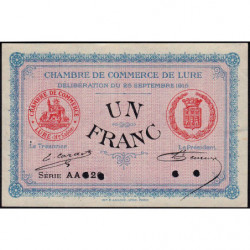 CHAMBRE DE COMMERCE DE LURE
DÉLIBÉRATION DU 25 SEPTEMBRE 1915
UN
FRANC
CHAMBRE DE COMMERCE
LURE
Le Trésorier
Le Président
SÉRIE AA